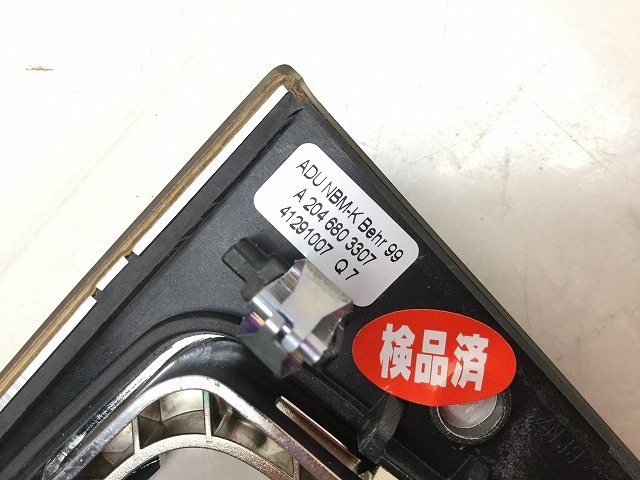 ADU NBM-K Behr 99
A 204 680 3307
41291007 Q 7
検品済